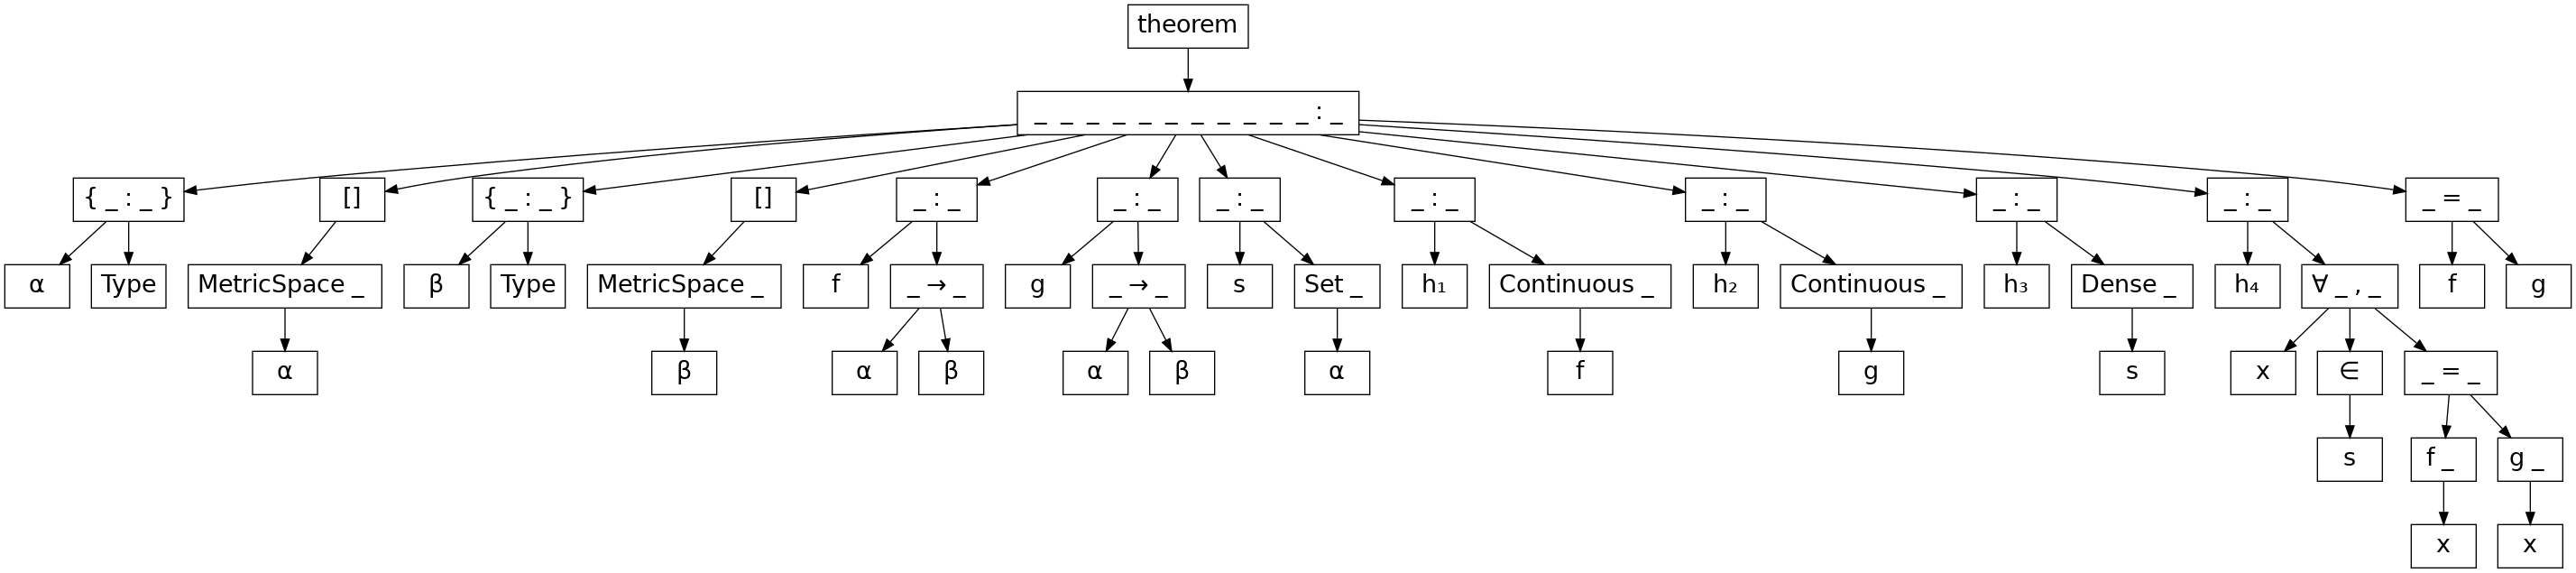 theorem
_ _ _ _ _ _ _ _ _ _ _ : _
{ _ : _ } [] { _ : _ } [] _ : _ _ : _ _ : _ _ : _ _ : _ _ : _ _ : _ _ = _
α Type MetricSpace _ β Type MetricSpace _ f _ → _ g _ → _ s Set _ h₁ Continuous _ h₂ Continuous _ h₃ Dense _ h₄ ∀ _ , _ f g
α β α β α β α f g s x ∈ _ = _
s f _ g _
x x